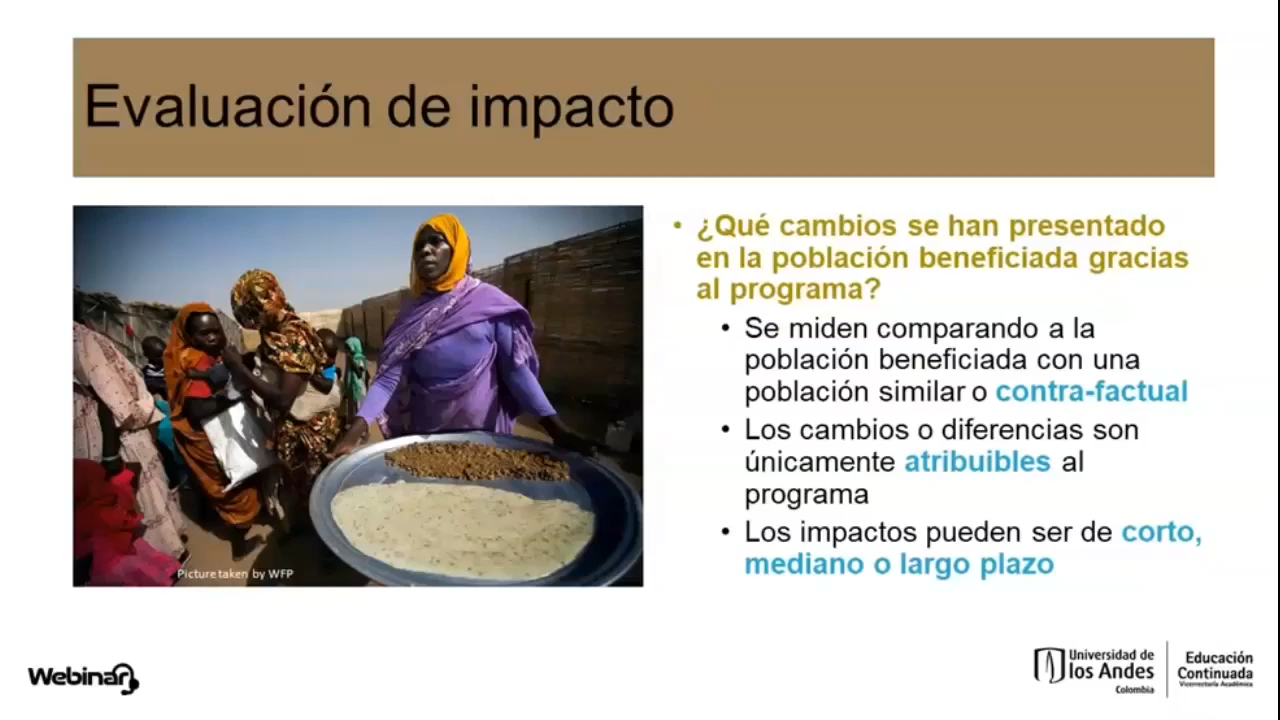 Evaluación de impacto
• ¿Qué cambios se han presentado
en la población beneficiada gracias
al programa?
• Se miden comparando a la
población beneficiada con una
población similar o contra-factual
• Los cambios o diferencias son
únicamente atribuibles al
programa
• Los impactos pueden ser de corto,
mediano o largo plazo
Picture taken by WFP
Webinar
Universidad de
los Andes
Colombia
Educación
Continuada
Vicerrectoría Académica